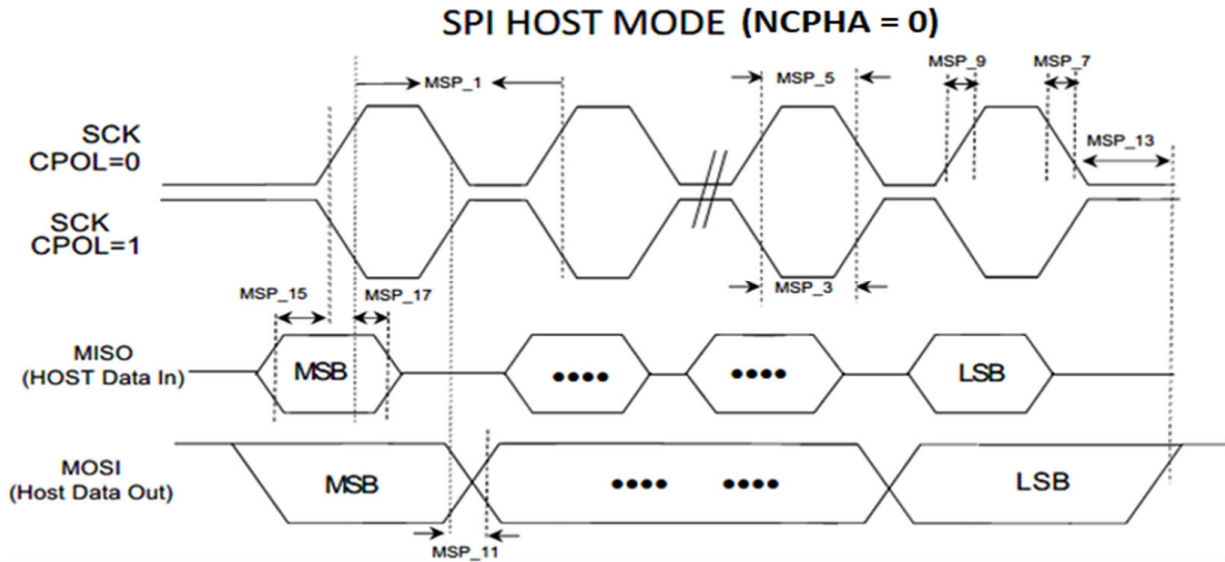 SPI HOST MODE (NCPHA = 0)
MSP_1
MSP_5
MSP_9
MSP_7
SCK
CPOL=0
MSP_13
SCK
CPOL=1
MSP_15
MSP_17
MSP_3
MISO
(HOST Data In)
MSB
••••
••••
LSB
MOSI
(Host Data Out)
MSB
••••
••••
LSB
MSP_11